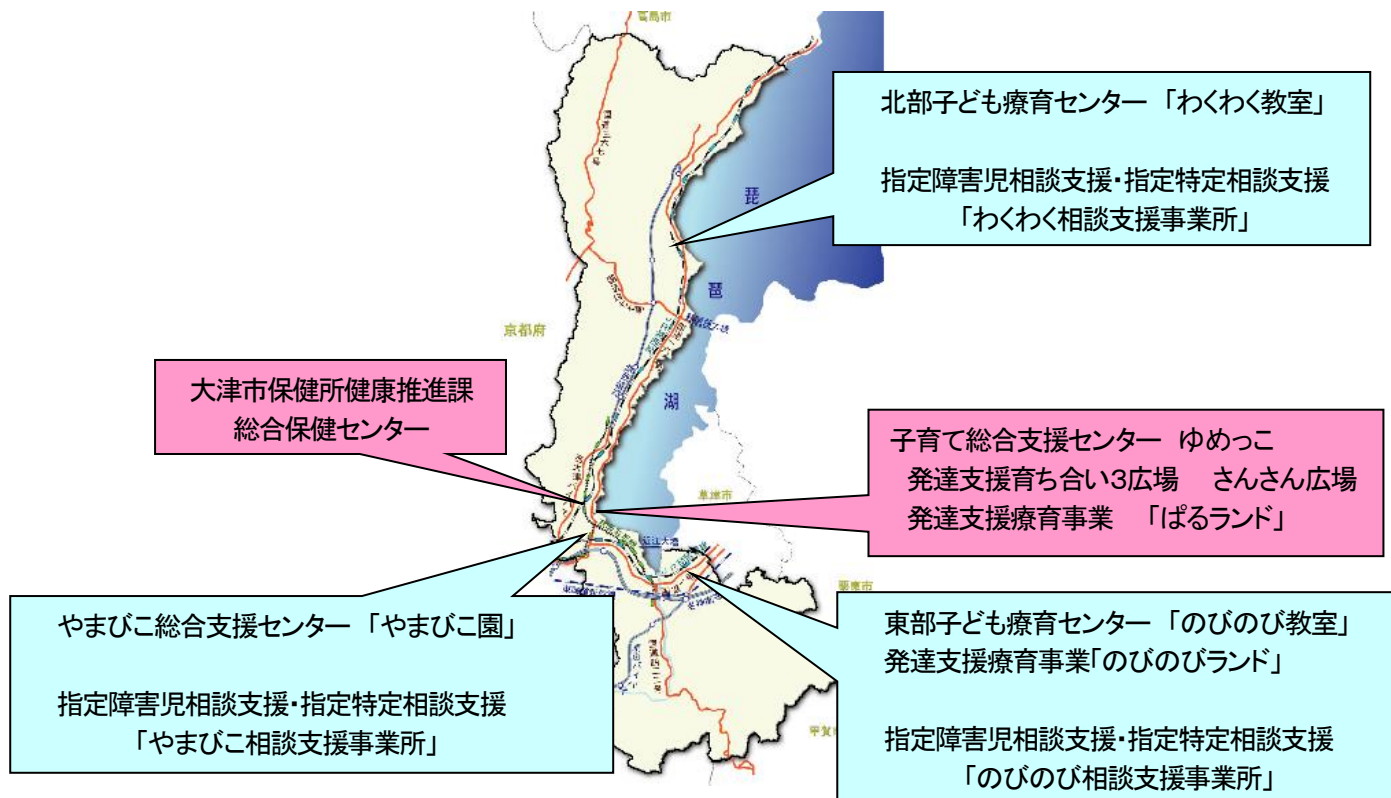 高島市
北部子ども療育センター 「わくわく教室」
指定障害児相談支援・指定特定相談支援
「わくわく相談支援事業所」
琵
琶
湖
京都府
大津市保健所健康推進課
総合保健センター
子育て総合支援センター ゆめっこ
発達支援育ち合い3広場 さんさん広場
発達支援療育事業 「ぱるランド」
草津市
近江大橋
栗東市
やまびこ総合支援センター 「やまびこ園」
指定障害児相談支援・指定特定相談支援
「やまびこ相談支援事業所」
東部子ども療育センター 「のびのび教室」
発達支援療育事業「のびのびランド」
指定障害児相談支援・指定特定相談支援
「のびのび相談支援事業所」
甲賀市